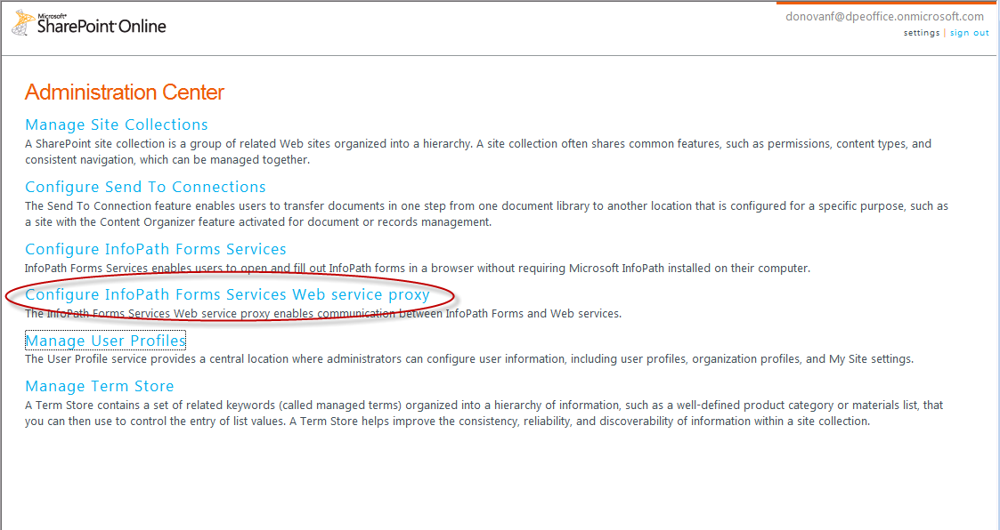 Microsoft®
SharePoint® Online
donovanf@dpeoffice.onmicrosoft.com
settings | sign out
Administration Center
Manage Site Collections
A SharePoint site collection is a group of related Web sites organized into a hierarchy. A site collection often shares common features, such as permissions, content types, and
consistent navigation, which can be managed together.
Configure Send To Connections
The Send To Connection feature enables users to transfer documents in one step from one document library to another location that is configured for a specific purpose, such as
a site with the Content Organizer feature activated for document or records management.
Configure InfoPath Forms Services
InfoPath Forms Services enables users to open and fill out InfoPath forms in a browser without requiring Microsoft InfoPath installed on their computer.
Configure InfoPath Forms Services Web service proxy
The InfoPath Forms Services Web service proxy enables communication between InfoPath Forms and Web services.
Manage User Profiles
The User Profile service provides a central location where administrators can configure user information, including user profiles, organization profiles, and My Site settings.
Manage Term Store
A Term Store contains a set of related keywords (called managed terms) organized into a hierarchy of information, such as a well-defined product category or materials list, that
you can then use to control the entry of list values. A Term Store helps improve the consistency, reliability, and discoverability of information within a site collection.